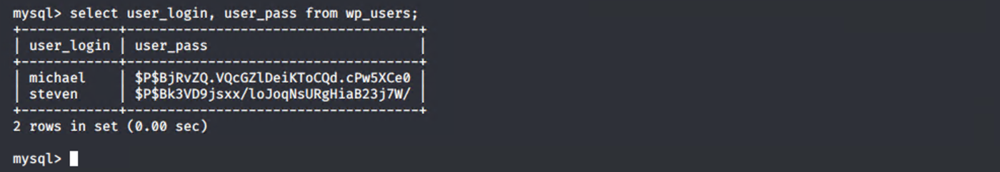 mysql> select user_login, user_pass from wp_users;
+------------+------------------------------------+
| user_login | user_pass                          |
+------------+------------------------------------+
| michael    | $P$BjRvZQ.VQcGZlDeiKToCQd.cPw5XCe0 |
| steven     | $P$Bk3VD9jsxx/loJoqNsURgHiaB23j7W/ |
+------------+------------------------------------+
2 rows in set (0.00 sec)
mysql>